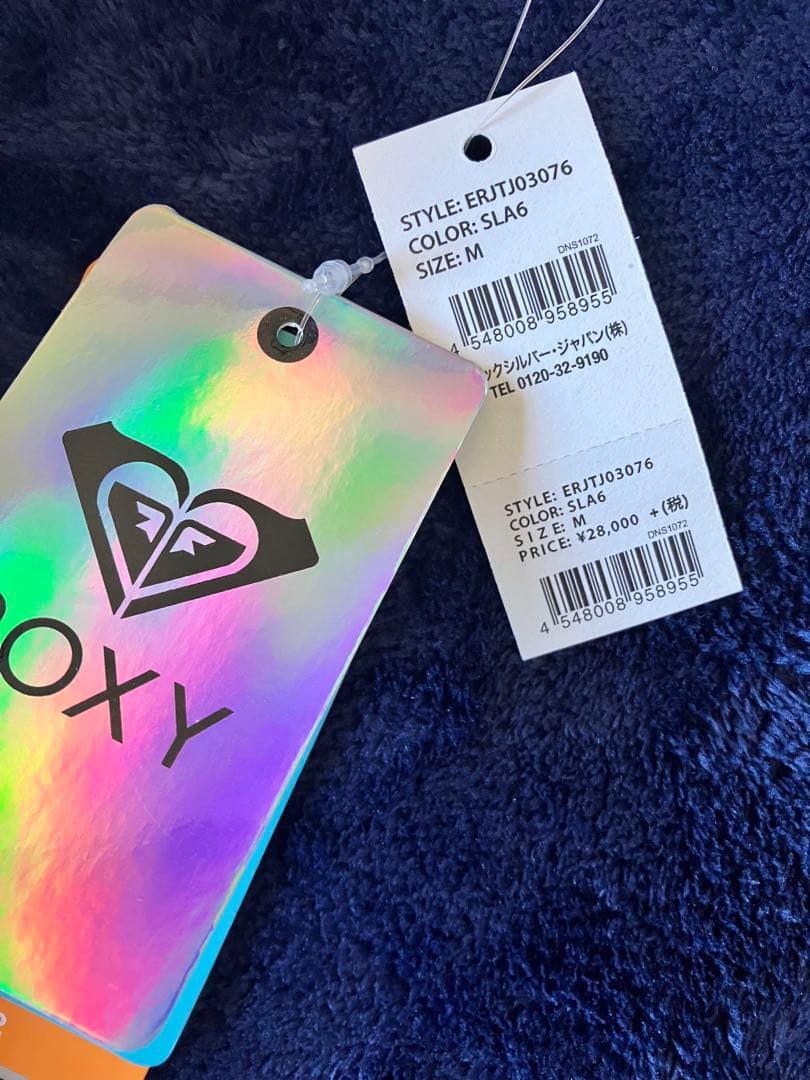 STYLE: ERJTJ03076
COLOR: SLA6
SIZE: M
DNS1072
4 548008 958955
ックシルバー・ジャパン(株)
TEL 0120-32-9190
STYLE: ERJTJ03076
COLOR: SLA6
SIZE: M
PRICE: ¥28,000 +(税)
DNS1072
4 548008 958955
OXY